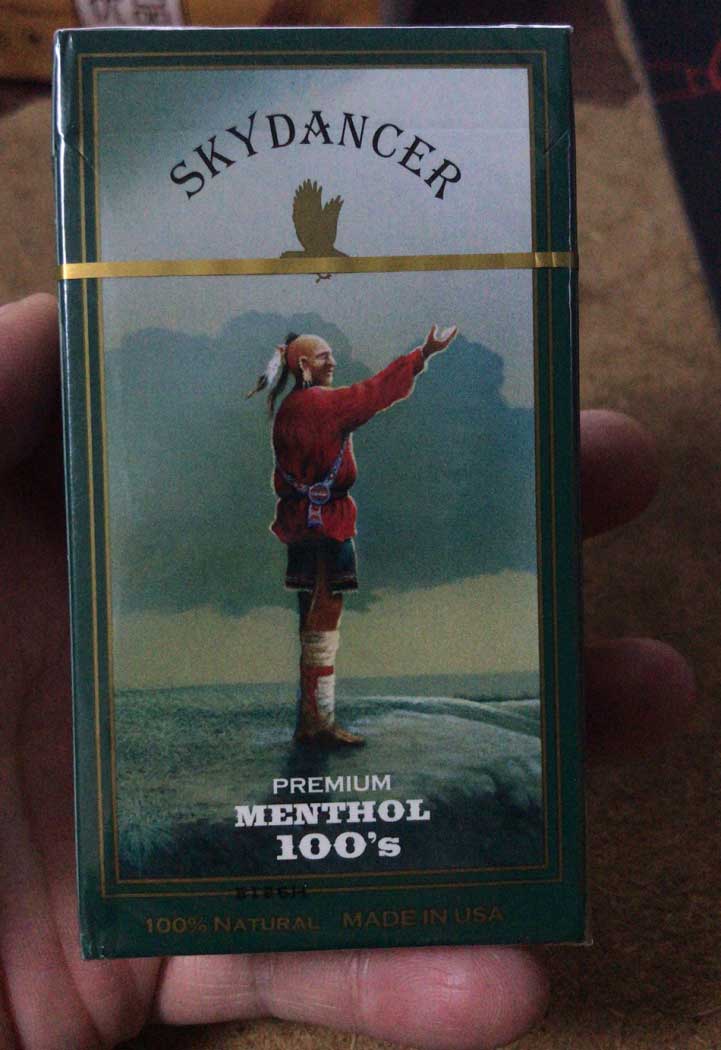 SKYDANCER
PREMIUM
MENTHOL
100's
100% NATURAL MADE IN USA